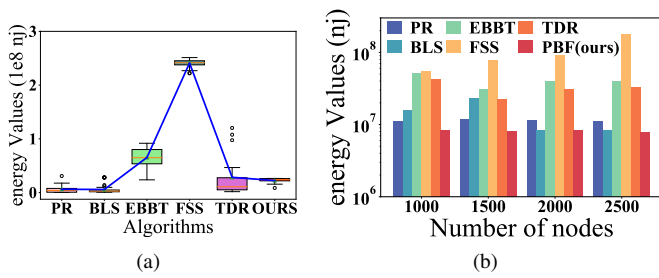 energy Values (1e8 nj)
2
1
0
PR BLS EBBT FSS TDR OURS
Algorithms
(a)
PR EBBT TDR
BLS FSS PBF(ours)
energy Values (nj)
10^8
10^7
10^6
1000 1500 2000 2500
Number of nodes
(b)